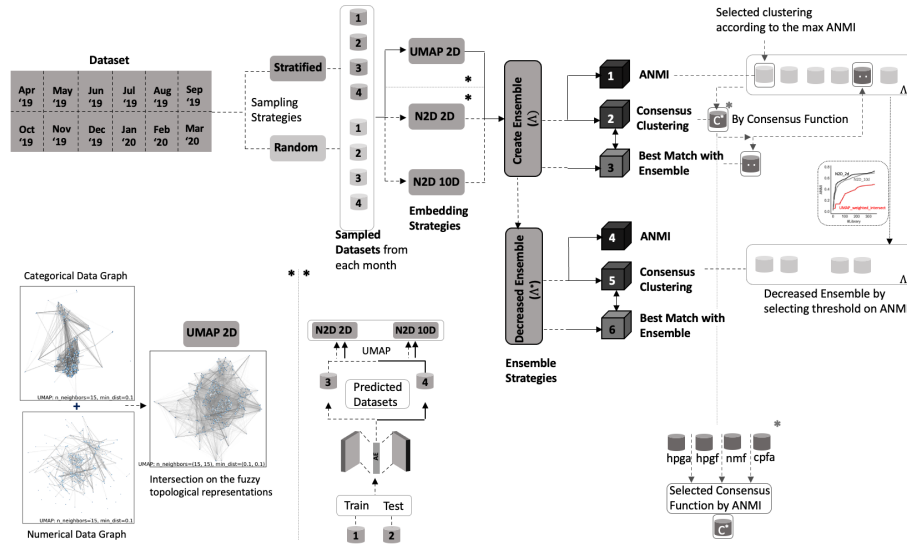 Dataset
Apr '19 May '19 Jun '19 Jul '19 Aug '19 Sep '19
Oct '19 Nov '19 Dec '19 Jan '20 Feb '20 Mar '20
Stratified
Sampling
Strategies
Random
1
2
3
4
1
2
3
4
Sampled
Datasets from
each month
UMAP 2D
*
*
N2D 2D
N2D 10D
Embedding
Strategies
Create Ensemble
(Λ)
Decreased Ensemble
(Λ*)
Ensemble
Strategies
1 ANMI
2 Consensus
Clustering
3 Best Match with
Ensemble
4 ANMI
5 Consensus
Clustering
6 Best Match with
Ensemble
Selected clustering
according to the max ANMI
Λ
C* *
By Consensus Function
N2D_2d
N2D_10d
UMAP_weighted_intersect
Λ
Decreased Ensemble by
selecting threshold on ANMI
*
hpga hpgf nmf cpfa
Selected Consensus
Function by ANMI
C*
Categorical Data Graph
UMAP: n_neighbors=15, min_dist=0.1
+
UMAP: n_neighbors=15, min_dist=0.1
Numerical Data Graph
UMAP 2D
UMAP: n_neighbors=(15, 15), min_dist=(0.1, 0.1)
Intersection on the fuzzy
topological representations
* *
N2D 2D N2D 10D
UMAP
3 4
Predicted
Datasets
AE
Train Test
1 2